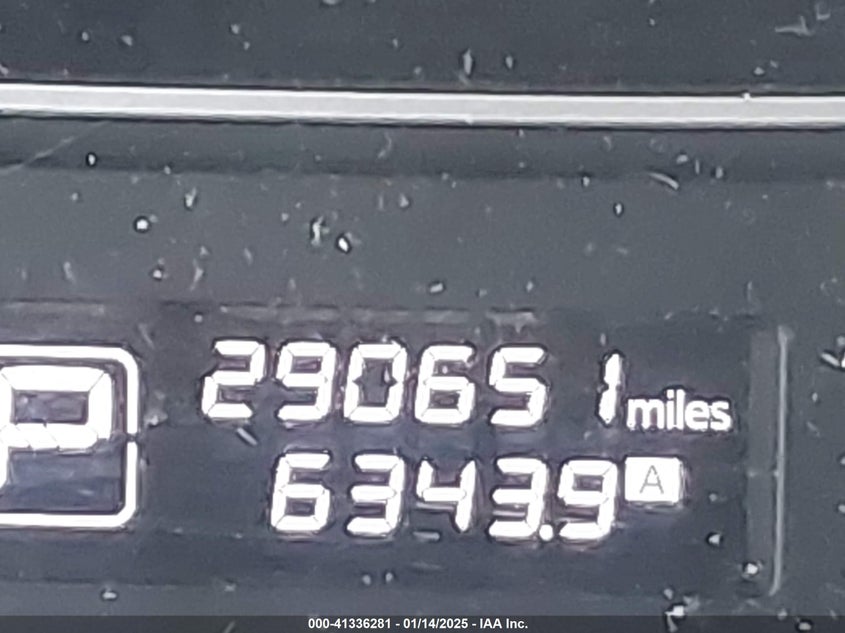 P
290651 miles
6343.9 A
000-41336281 - 01/14/2025 - IAA Inc.